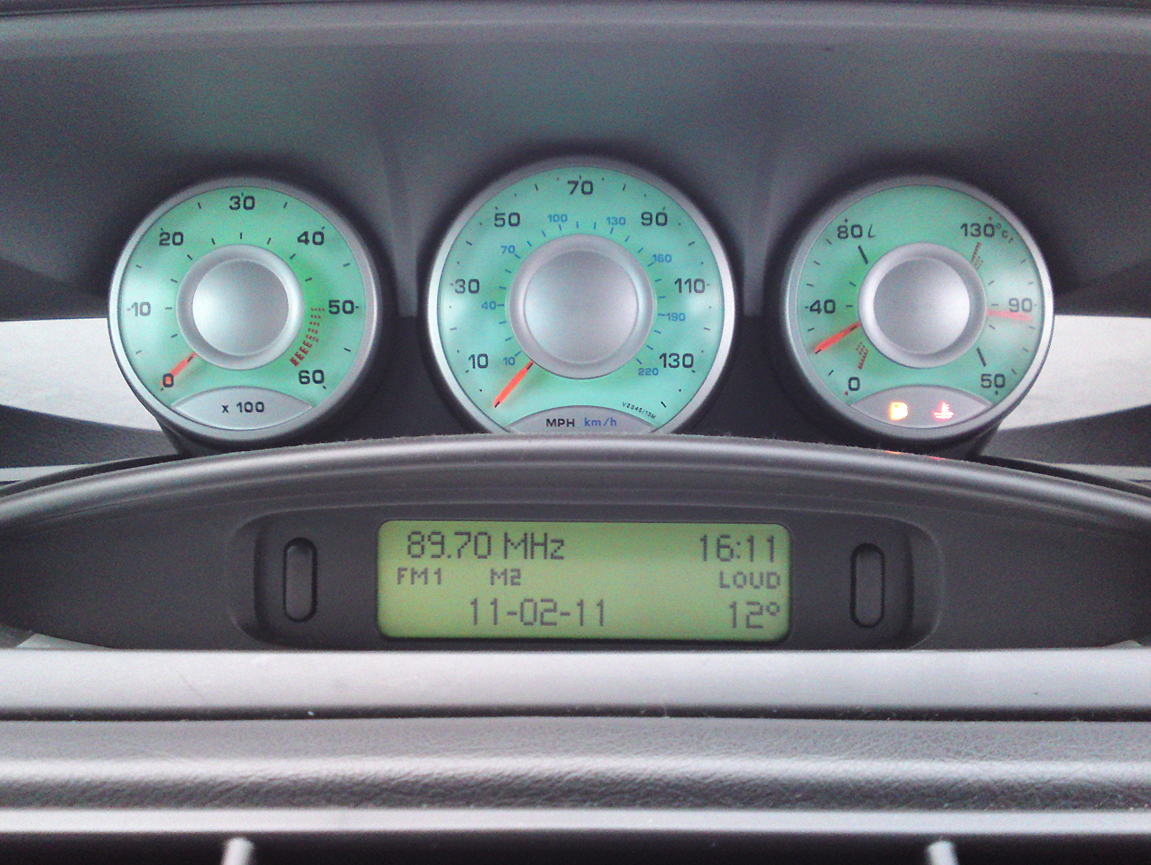 0 10 20 30 40 50 60
x 100
10 30 50 70 90 110 130
10 40 70 100 130 160 190 220
MPH km/h
0 40 80 L
50 90 130°C
89.70 MHz 16:11
FM1 M2 LOUD
11-02-11 12°